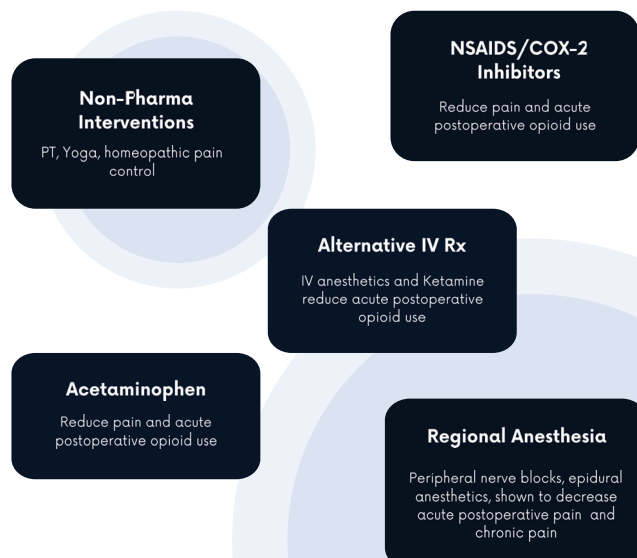 Non-Pharma
Interventions
PT, Yoga, homeopathic pain
control
NSAIDS/COX-2
Inhibitors
Reduce pain and acute
postoperative opioid use
Alternative IV Rx
IV anesthetics and Ketamine
reduce acute postoperative
opioid use
Acetaminophen
Reduce pain and acute
postoperative opioid use
Regional Anesthesia
Peripheral nerve blocks, epidural
anesthetics, shown to decrease
acute postoperative pain and
chronic pain